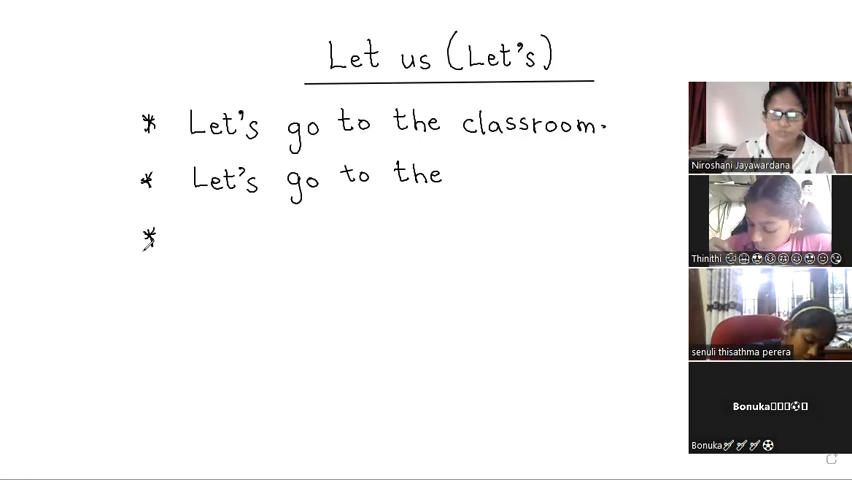 Let us (Let's)
* Let's go to the classroom.
* Let's go to the
*
Niroshani Jayawardana
Thinithi
senuli thisathma perera
Bonuka
Bonuka